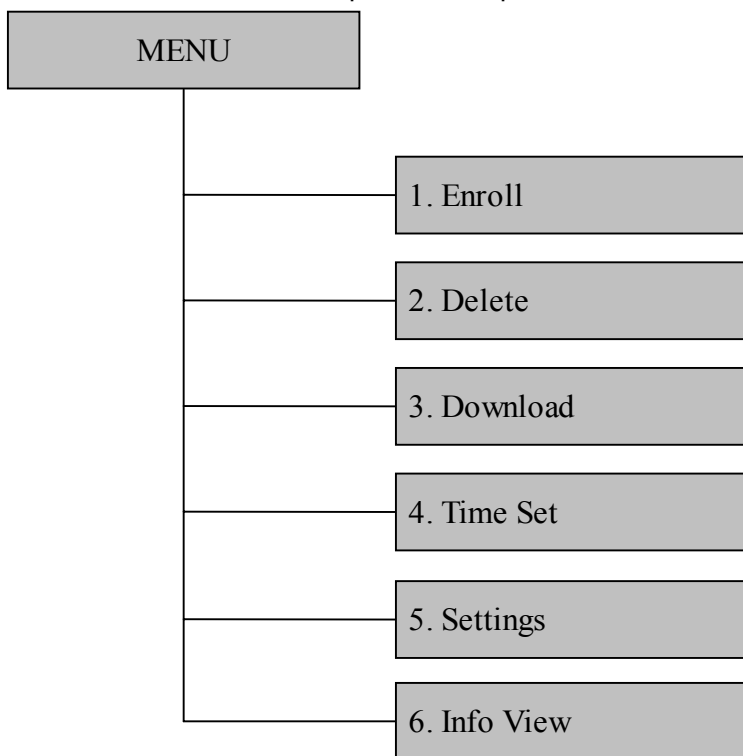 MENU
1. Enroll
2. Delete
3. Download
4. Time Set
5. Settings
6. Info View